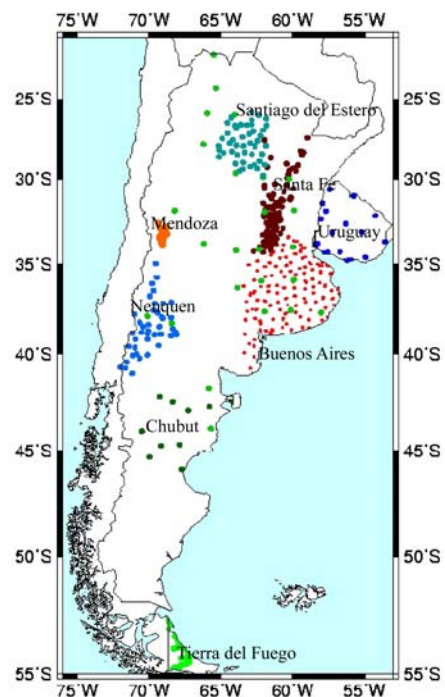 75°W 70°W 65°W 60°W 55°W
25°S 25°S
Santiago del Estero
30°S 30°S
Santa Fe
Mendoza
Uruguay
35°S 35°S
Nenquen
40°S 40°S
Buenos Aires
Chubut
45°S 45°S
50°S 50°S
Tierra del Fuego
55°S 55°S
75°W 70°W 65°W 60°W 55°W